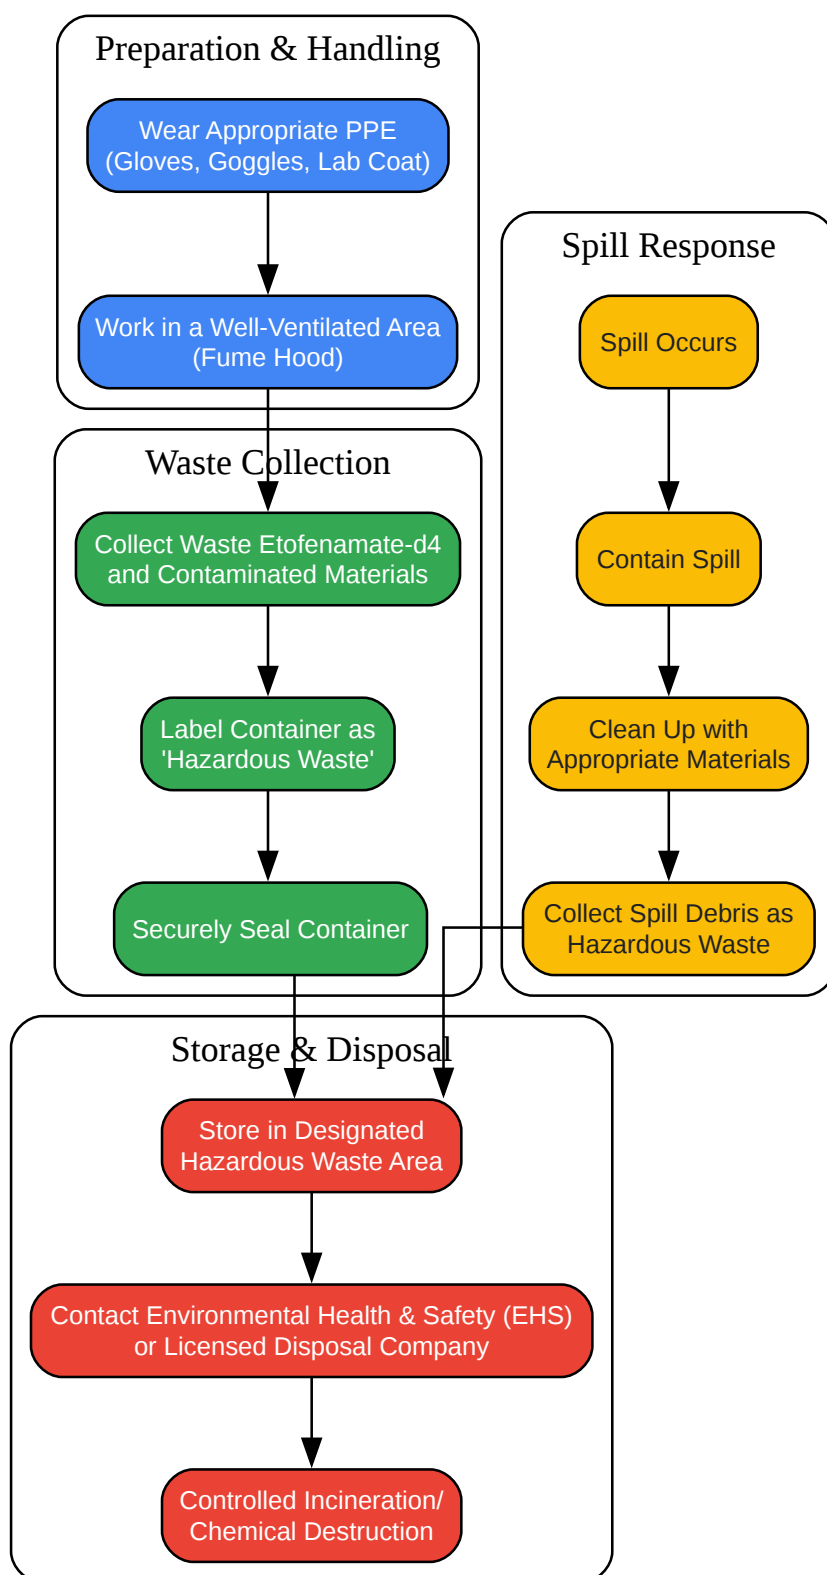 Preparation & Handling
Wear Appropriate PPE
(Gloves, Goggles, Lab Coat)
Work in a Well-Ventilated Area
(Fume Hood)
Waste Collection
Collect Waste Etofenamate-d4
and Contaminated Materials
Label Container as
'Hazardous Waste'
Securely Seal Container
Spill Response
Spill Occurs
Contain Spill
Clean Up with
Appropriate Materials
Collect Spill Debris as
Hazardous Waste
Storage & Disposal
Store in Designated
Hazardous Waste Area
Contact Environmental Health & Safety (EHS)
or Licensed Disposal Company
Controlled Incineration/
Chemical Destruction